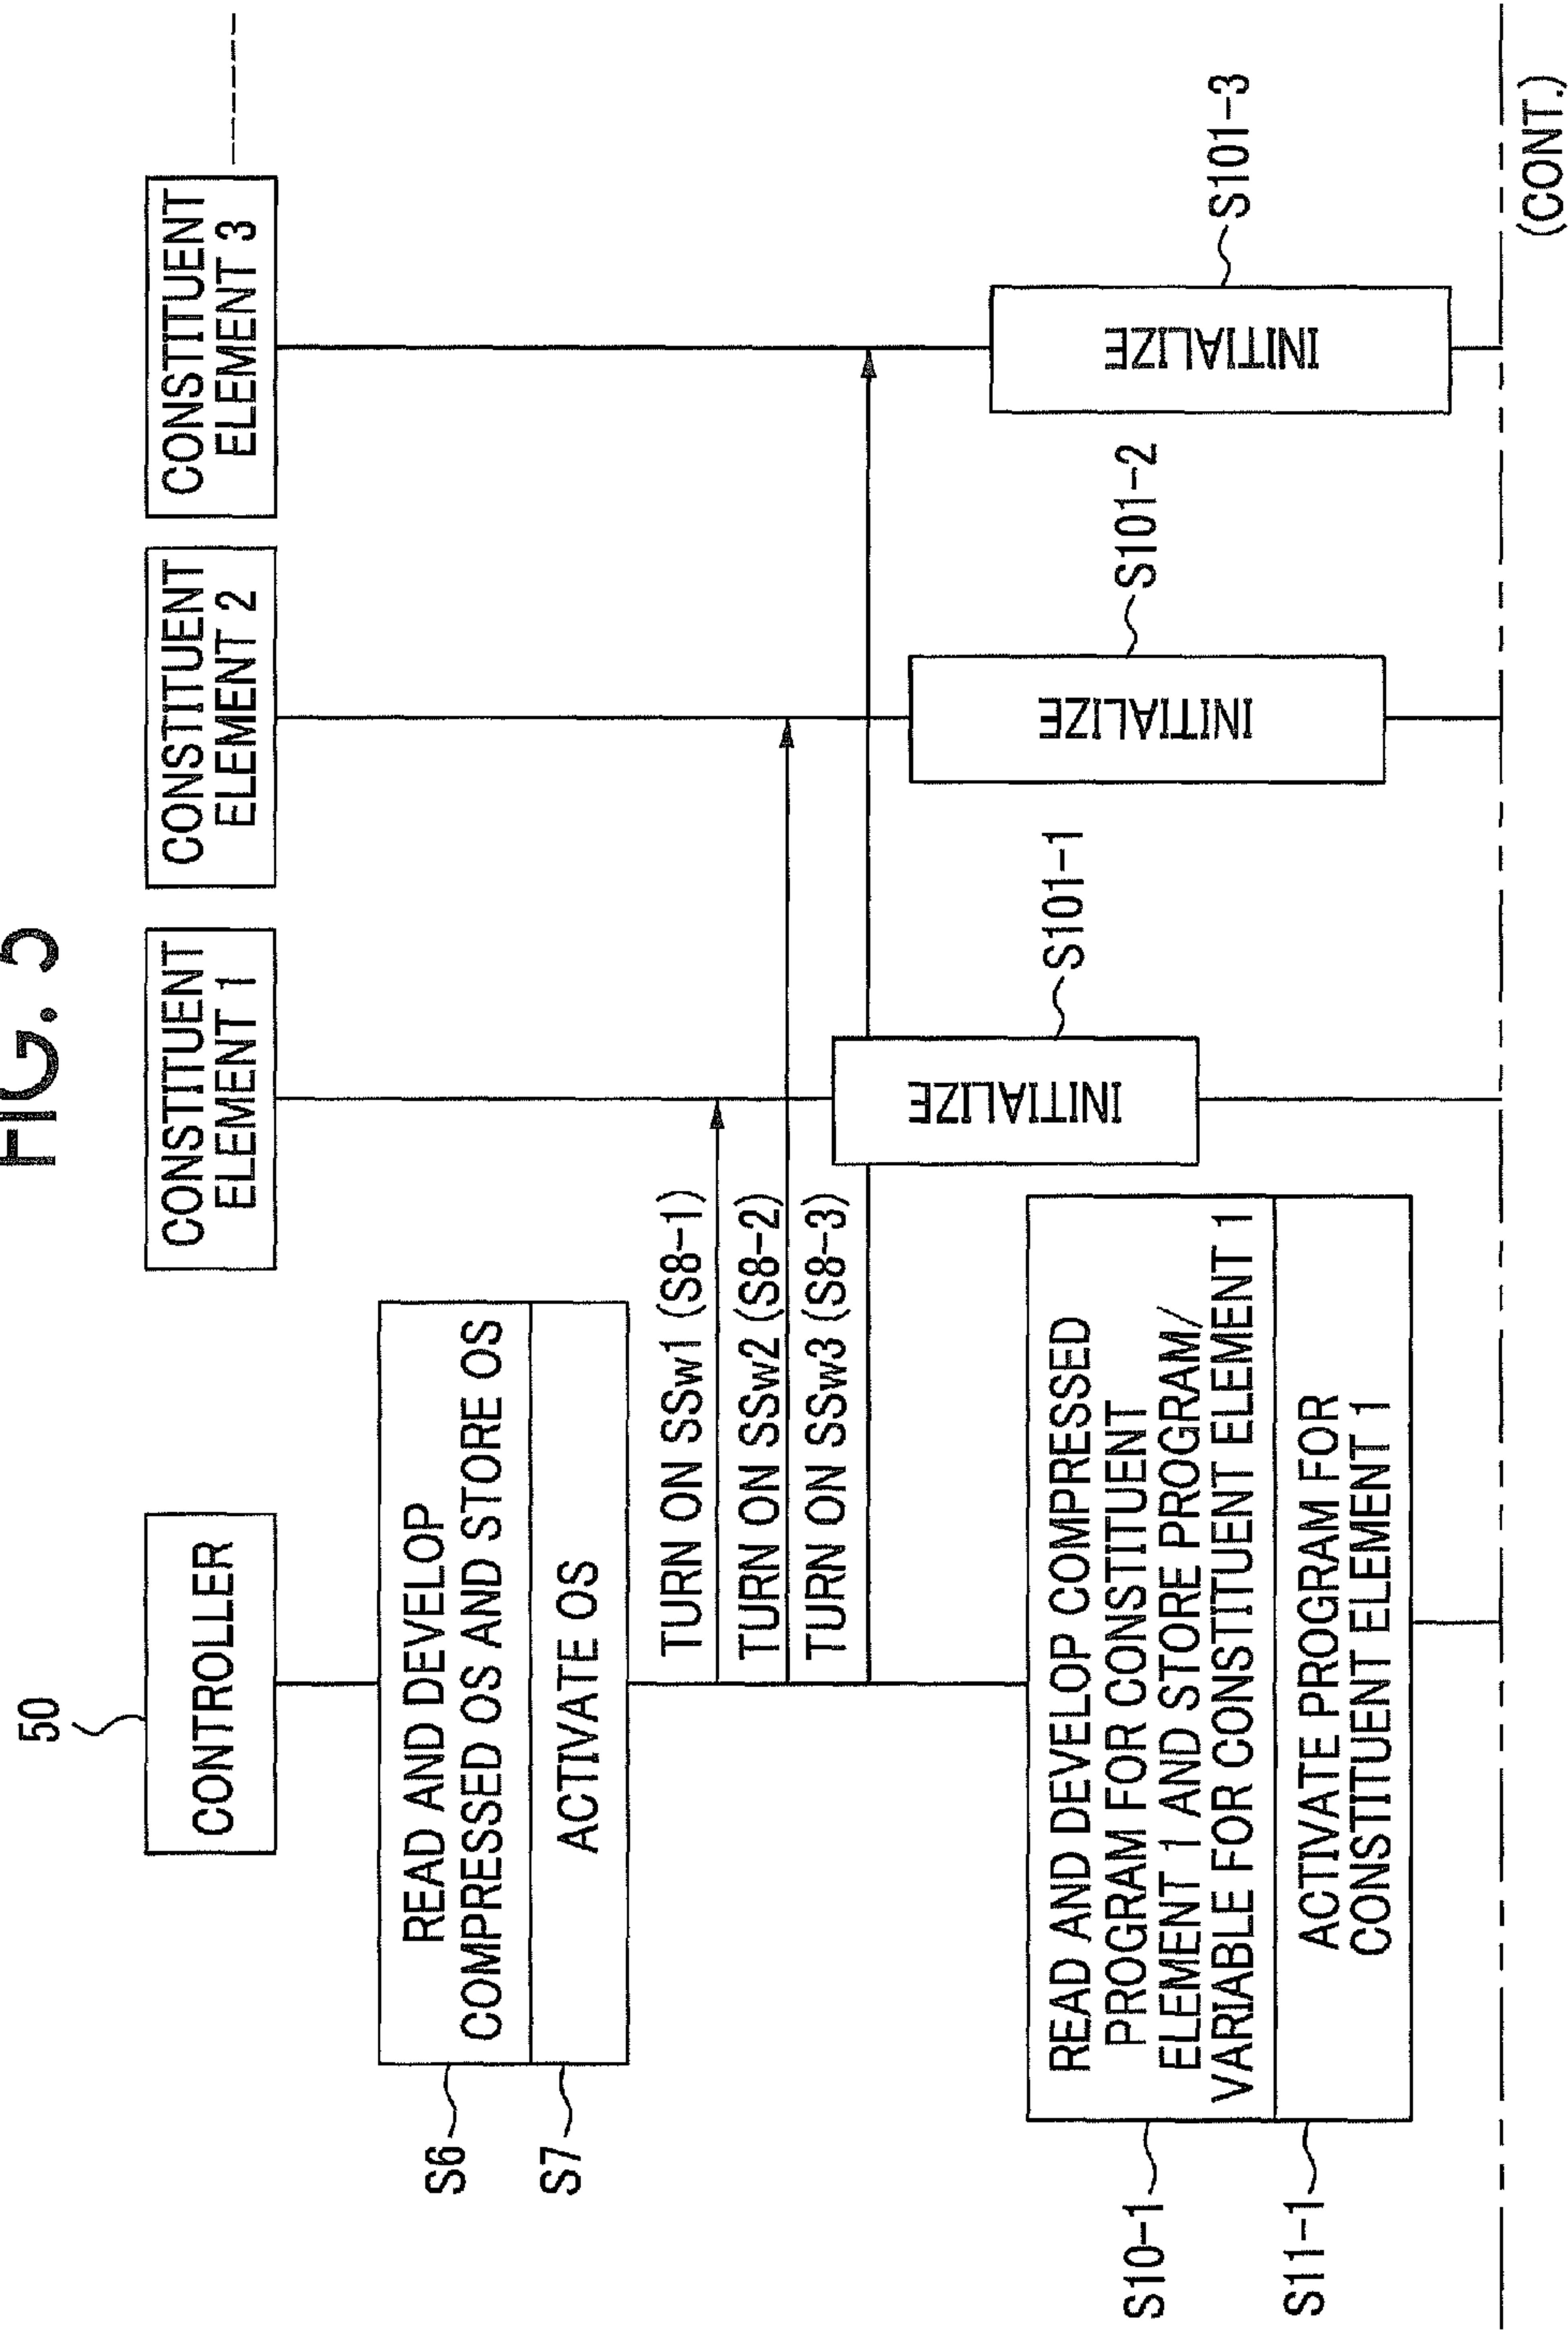 FIG. 5
50
CONTROLLER
CONSTITUENT
ELEMENT 1
CONSTITUENT
ELEMENT 2
CONSTITUENT
ELEMENT 3
S6
READ AND DEVELOP
COMPRESSED OS AND STORE OS
S7
ACTIVATE OS
TURN ON SSw1 (S8-1)
TURN ON SSw2 (S8-2)
TURN ON SSw3 (S8-3)
INITIALIZE
S101-1
INITIALIZE
S101-2
INITIALIZE
S101-3
S10-1
READ AND DEVELOP COMPRESSED
PROGRAM FOR CONSTITUENT
ELEMENT 1 AND STORE PROGRAM/
VARIABLE FOR CONSTITUENT ELEMENT 1
S11-1
ACTIVATE PROGRAM FOR
CONSTITUENT ELEMENT 1
(CONT.)